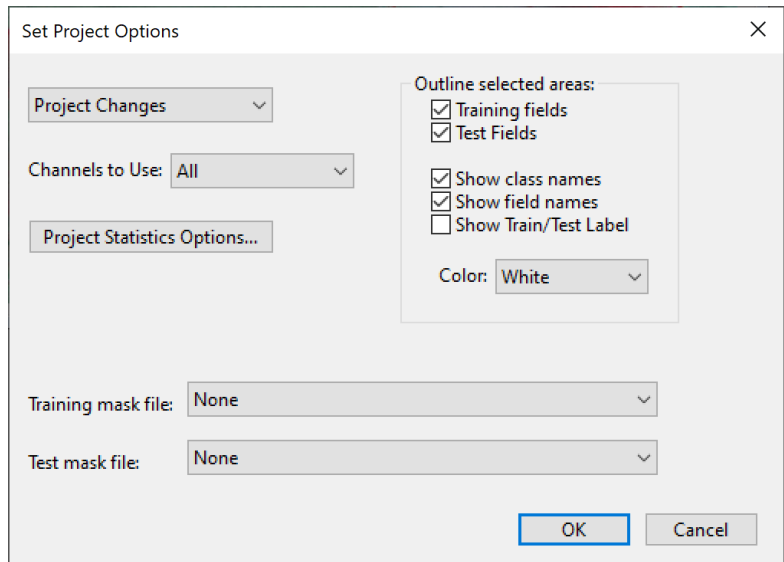 Set Project Options
Project Changes
Channels to Use: All
Project Statistics Options...
Outline selected areas:
Training fields
Test Fields
Show class names
Show field names
Show Train/Test Label
Color: White
Training mask file: None
Test mask file: None
OK Cancel